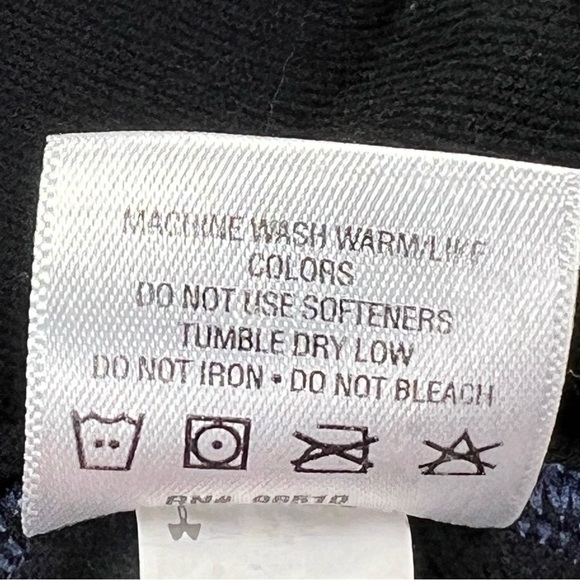 MACHINE WASH WARM/LIKE
COLORS
DO NOT USE SOFTENERS
TUMBLE DRY LOW
DO NOT IRON • DO NOT BLEACH